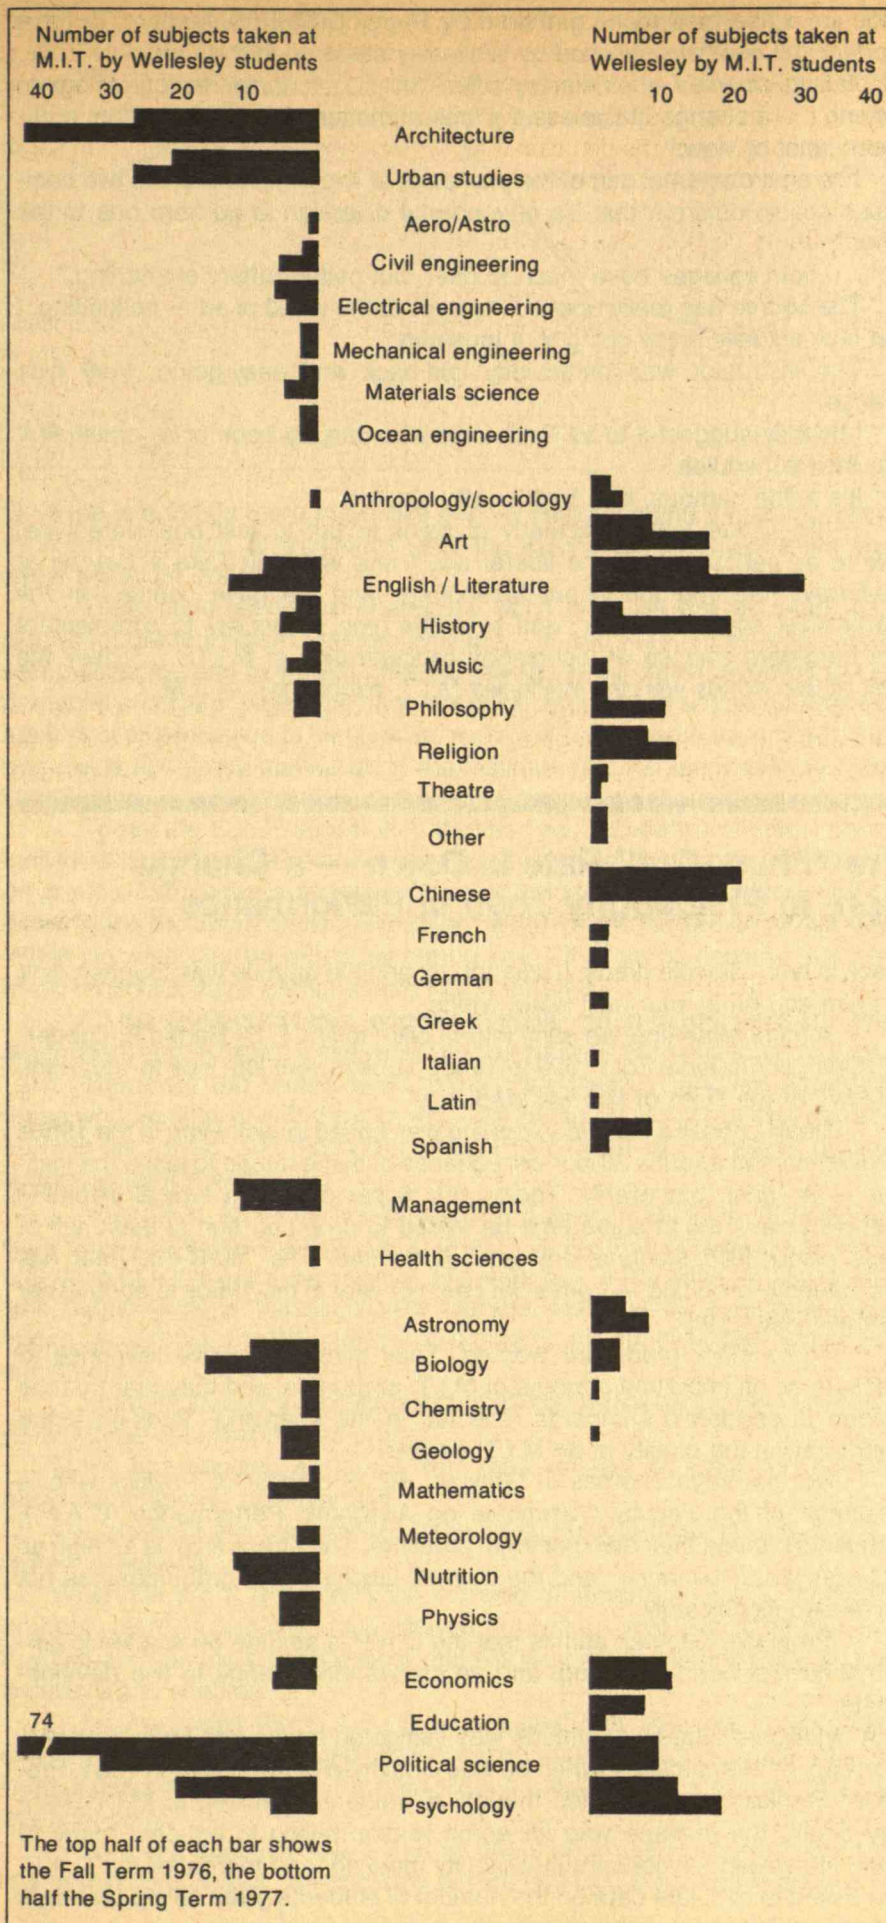 Number of subjects taken at
M.I.T. by Wellesley students
40 30 20 10
Number of subjects taken at
Wellesley by M.I.T. students
10 20 30 40
Architecture
Urban studies
Aero/Astro
Civil engineering
Electrical engineering
Mechanical engineering
Materials science
Ocean engineering
Anthropology/sociology
Art
English / Literature
History
Music
Philosophy
Religion
Theatre
Other
Chinese
French
German
Greek
Italian
Latin
Spanish
Management
Health sciences
Astronomy
Biology
Chemistry
Geology
Mathematics
Meteorology
Nutrition
Physics
Economics
Education
74
Political science
Psychology
The top half of each bar shows
the Fall Term 1976, the bottom
half the Spring Term 1977.